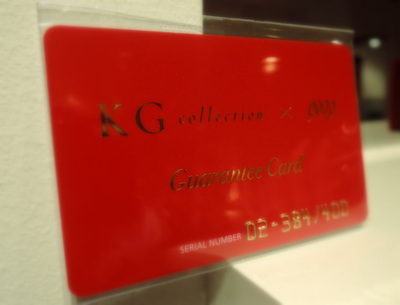 KG collection ×
Guarantee Card
SERIAL NUMBER 02-384/400